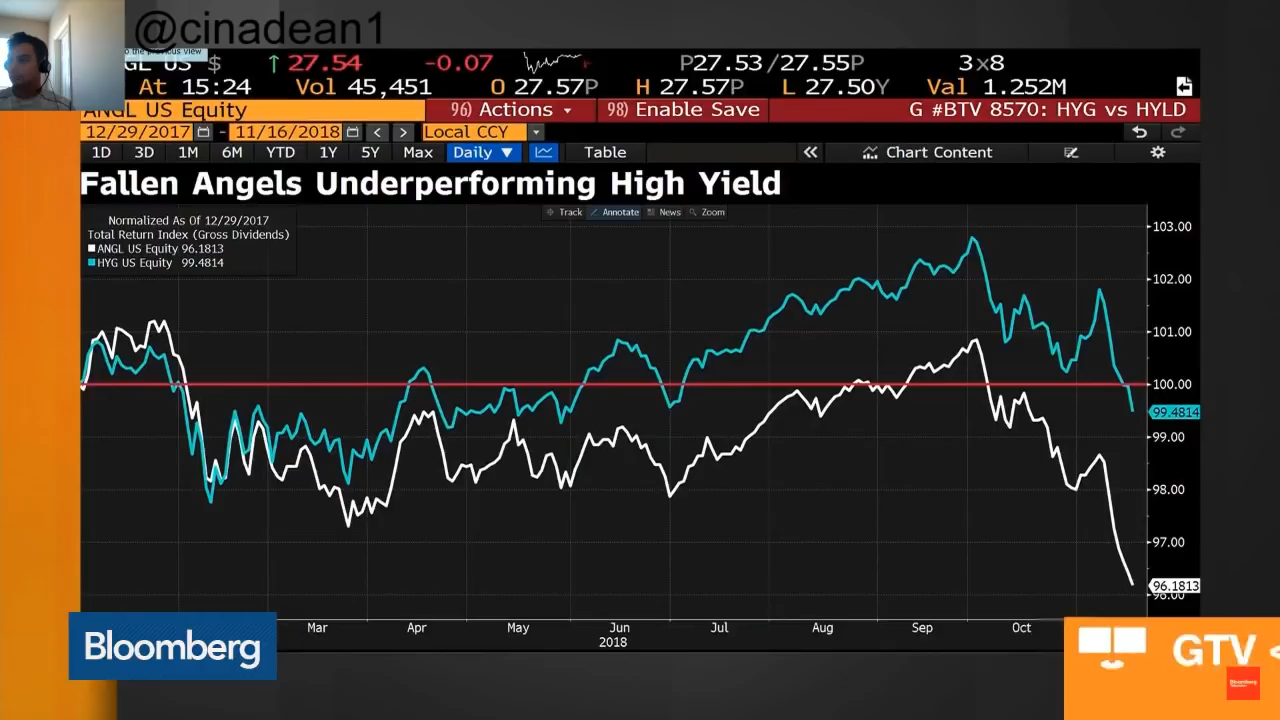 @cinadean1
to the previous view
GL US $ ↑ 27.54 -0.07 P27.53 / 27.55P 3x8
At 15:24 Vol 45,451 O 27.57P H 27.57P L 27.50Y Val 1.252M
ANGL US Equity 96) Actions 98) Enable Save G #BTV 8570: HYG vs HYLD
12/29/2017 - 11/16/2018 < > Local CCY
1D 3D 1M 6M YTD 1Y 5Y Max Daily ▼ Table « Chart Content
Fallen Angels Underperforming High Yield
Track Annotate News Zoom
Normalized As Of 12/29/2017
Total Return Index (Gross Dividends)
ANGL US Equity 96.1813
HYG US Equity 99.4814
103.00
102.00
101.00
100.00
99.4814
99.00
98.00
97.00
96.1813
96.00
Mar Apr May Jun Jul Aug Sep Oct
2018
Bloomberg
GTV <
Bloomberg